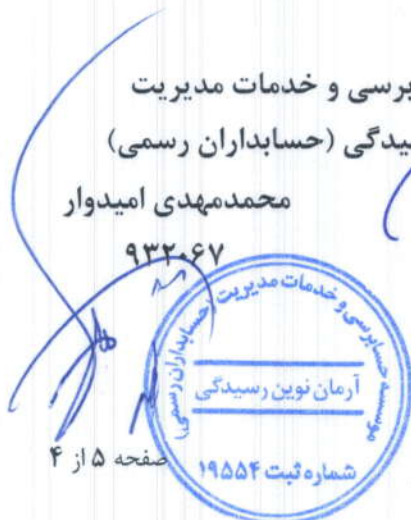 برسی و خدمات مدیریت
یدگی (حسابداران رسمی)
محمدمهدی امیدوار
۹۳۲۰۶۷
موسسه حسابرسی و خدمات مدیریت (حسابداران رسمی)
آرمان نوین رسیدگی
شماره ثبت ۱۹۵۵۴
صفحه ۵ از ۴